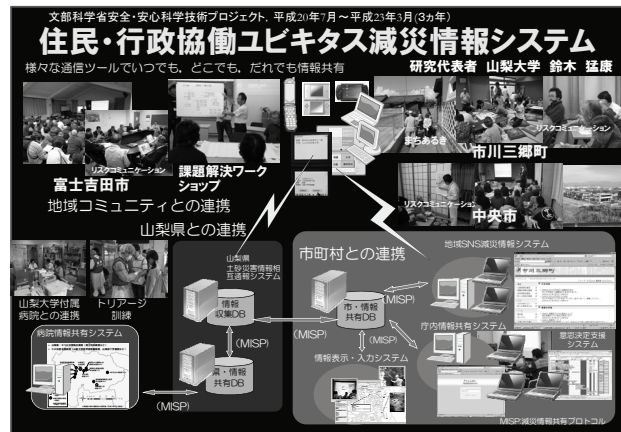 文部科学省安全・安心科学技術プロジェクト，平成20年7月～平成23年3月(3ヵ年)
住民・行政協働ユビキタス減災情報システム
様々な通信ツールでいつでも，どこでも，だれでも情報共有
研究代表者 山梨大学 鈴木 猛康
リスクコミュニケーション
富士吉田市
課題解決ワーク
ショップ
まちあるき
リスクコミュニケーション
市川三郷町
地域コミュニティとの連携
リスクコミュニケーション
中央市
山梨県との連携
山梨大学付属
病院との連携
トリアージ
訓練
山梨県
土砂災害情報相
互通報システム
市町村との連携
地域SNS減災情報システム
市川三郷町
情報
収集DB
(MISP)
市・情報
共有DB
(MISP)
庁内情報共有システム
意思決定支援
システム
病院情報共有システム
(MISP)
(MISP)
情報表示・入力システム
県・情報
共有DB
(MISP)
MISP:減災情報共有プロトコル